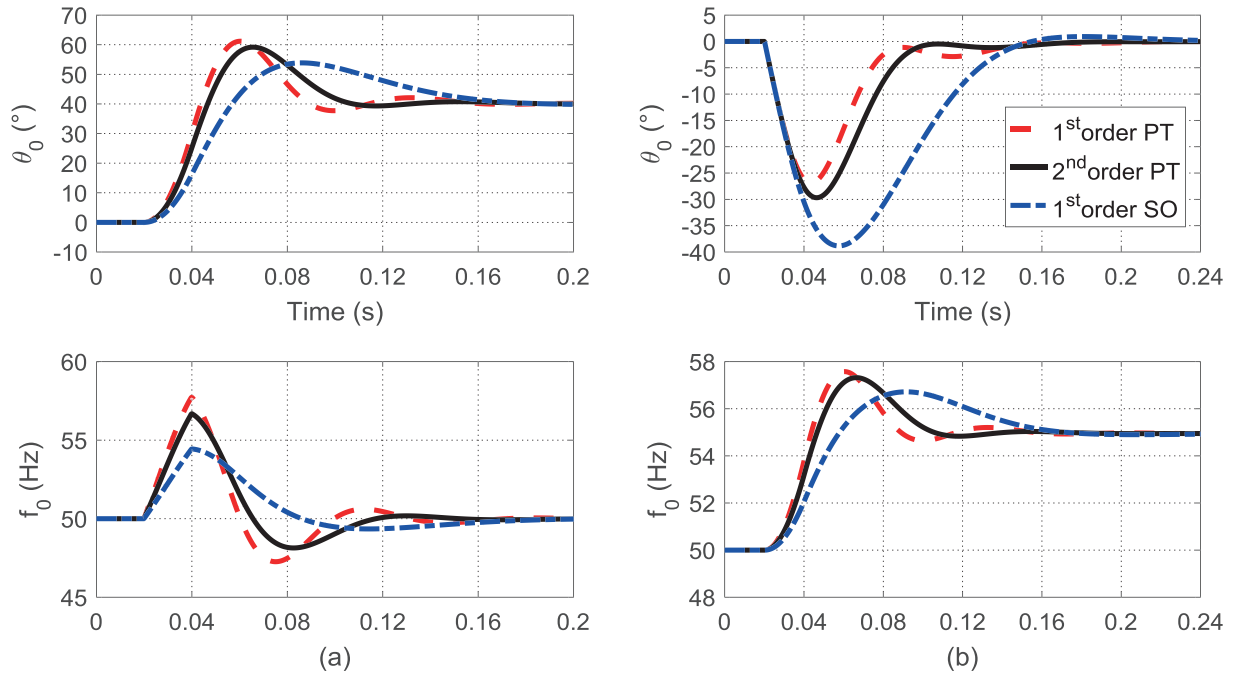 70
60
50
40
30
20
10
0
-10
θ0 (°)
0 0.04 0.08 0.12 0.16 0.2
Time (s)
5
0
-5
-10
-15
-20
-25
-30
-35
-40
θ0 (°)
1st order PT
2nd order PT
1st order SO
0 0.04 0.08 0.12 0.16 0.2 0.24
Time (s)
60
55
50
45
f0 (Hz)
0 0.04 0.08 0.12 0.16 0.2
(a)
58
56
54
52
50
48
f0 (Hz)
0 0.04 0.08 0.12 0.16 0.2 0.24
(b)